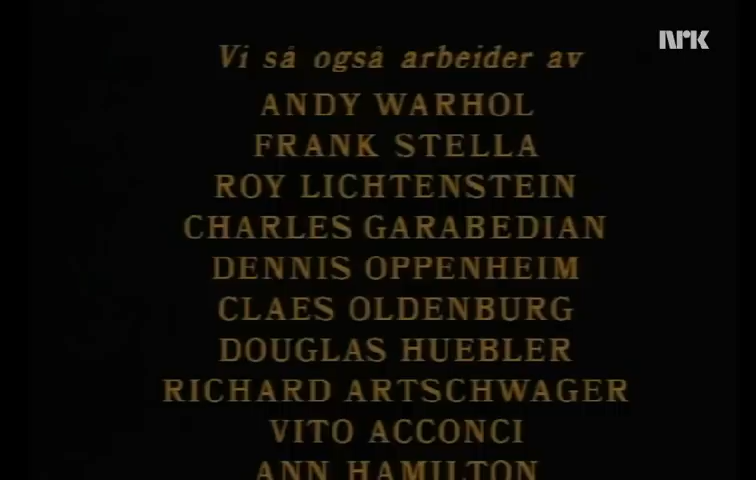 NRK
Vi så også arbeider av
ANDY WARHOL
FRANK STELLA
ROY LICHTENSTEIN
CHARLES GARABEDIAN
DENNIS OPPENHEIM
CLAES OLDENBURG
DOUGLAS HUEBLER
RICHARD ARTSCHWAGER
VITO ACCONCI
ANN HAMILTON